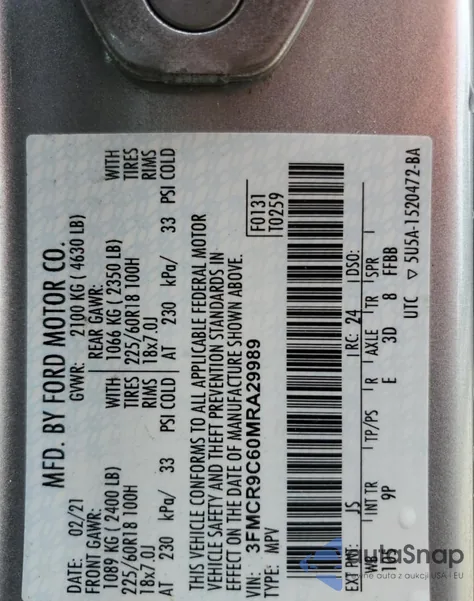 MFD. BY FORD MOTOR CO.
DATE: 02/21 GVWR: 2100 KG ( 4630 LB)
FRONT GAWR: REAR GAWR:
1089 KG ( 2400 LB) WITH 1066 KG ( 2350 LB) WITH
225/60R18 100H TIRES 225/60R18 100H TIRES
18x7.0J RIMS 18x7.0J RIMS
AT 230 kPa/ 33 PSI COLD AT 230 kPa/ 33 PSI COLD
THIS VEHICLE CONFORMS TO ALL APPLICABLE FEDERAL MOTOR
VEHICLE SAFETY AND THEFT PREVENTION STANDARDS IN
EFFECT ON THE DATE OF MANUFACTURE SHOWN ABOVE.
F0131
T0259
VIN: 3FMCR9C60MRA29989
TYPE: MPV
EXT PNT: JS RC: 24 DSO:
WB INT TR TP/PS R AXLE TR SPR
105 9P E 3D 8 FFBB
UTC ▽ 5U5A-1520472-BA
autaSnap